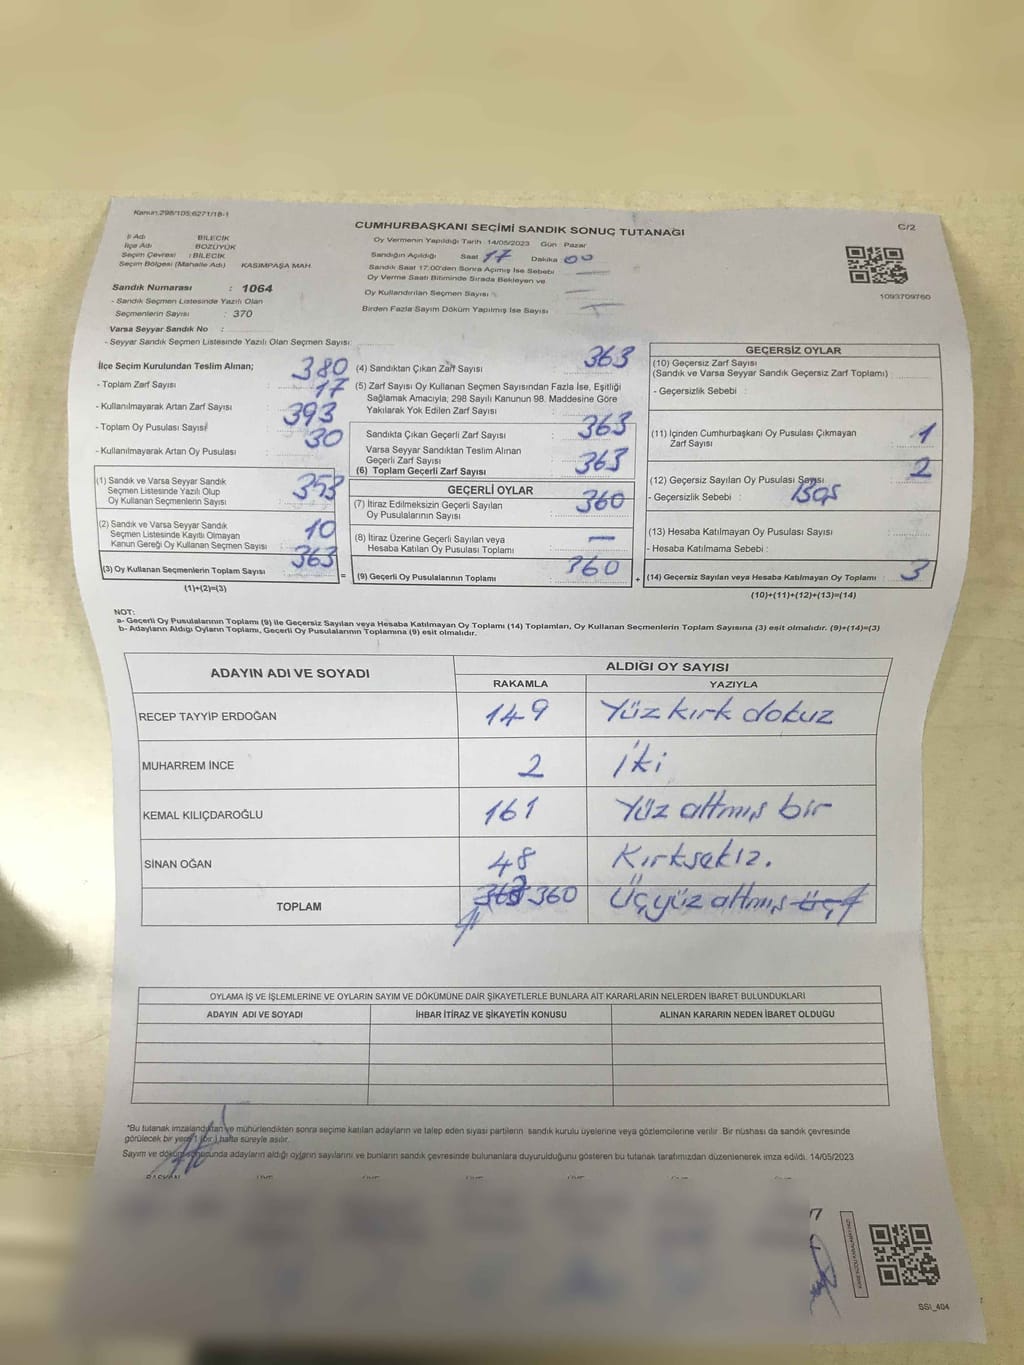 Kanun:298/105;6271/18-1
CUMHURBAŞKANI SEÇİMİ SANDIK SONUÇ TUTANAĞI
C/2
İl Adı : BİLECİK
İlçe Adı BOZÜYÜK
Seçim Çevresi : BİLECİK
Seçim Bölgesi (Mahalle Adı) KASIMPAŞA MAH.
Oy Vermenin Yapıldığı Tarih :14/05/2023 Gün : Pazar
Sandığın Açıldığı Saat 17 Dakika 00
Sandık Saat 17:00'den Sonra Açımış İse Sebebi
Oy Verme Saati Bitiminde Sırada Bekleyen ve
Oy Kullandırılan Seçmen Sayısı
Birden Fazla Sayım Döküm Yapılmış İse Sayısı
1093709760
Sandık Numarası : 1064
- Sandık Seçmen Listesinde Yazılı Olan
Seçmenlerin Sayısı : 370
Varsa Seyyar Sandık No :
- Seyyar Sandık Seçmen Listesinde Yazılı Olan Seçmen Sayısı
İlçe Seçim Kurulundan Teslim Alınan;
- Toplam Zarf Sayısı 380
- Kullanılmayarak Artan Zarf Sayısı 17
- Toplam Oy Pusulası Sayısı 393
- Kullanılmayarak Artan Oy Pusulası 30
(1) Sandık ve Varsa Seyyar Sandık
Seçmen Listesinde Yazılı Olup
Oy Kullanan Seçmenlerin Sayısı 353
(2) Sandık ve Varsa Seyyar Sandık
Seçmen Listesinde Kayıtlı Olmayan
Kanun Gereği Oy Kullanan Seçmen Sayısı 10
(3) Oy Kullanan Seçmenlerin Toplam Sayısı 363
(1)+(2)=(3)
(4) Sandıktan Çıkan Zarf Sayısı 363
(5) Zarf Sayısı Oy Kullanan Seçmen Sayısından Fazla İse, Eşitliği
Sağlamak Amacıyla, 298 Sayılı Kanunun 98. Maddesine Göre
Yakılarak Yok Edilen Zarf Sayısı
Sandıkta Çıkan Geçerli Zarf Sayısı 363
Varsa Seyyar Sandıktan Teslim Alınan
Geçerli Zarf Sayısı
(6) Toplam Geçerli Zarf Sayısı 363
GEÇERLİ OYLAR
(7) İtiraz Edilmeksizin Geçerli Sayılan
Oy Pusulalarının Sayısı 360
(8) İtiraz Üzerine Geçerli Sayılan veya
Hesaba Katılan Oy Pusulası Toplamı —
= (9) Geçerli Oy Pusulalarının Toplamı 360 +
GEÇERSİZ OYLAR
(10) Geçersiz Zarf Sayısı
(Sandık ve Varsa Seyyar Sandık Geçersiz Zarf Toplamı)
- Geçersizlik Sebebi :
(11) İçinden Cumhurbaşkanı Oy Pusulası Çıkmayan
Zarf Sayısı 1
(12) Geçersiz Sayılan Oy Pusulası Sayısı 2
- Geçersizlik Sebebi :
(13) Hesaba Katılmayan Oy Pusulası Sayısı
- Hesaba Katılmama Sebebi :
(14) Geçersiz Sayılan veya Hesaba Katılmayan Oy Toplamı 3
(10)+(11)+(12)+(13)=(14)
NOT:
a- Geçerli Oy Pusulalarının Toplamı (9) ile Geçersiz Sayılan veya Hesaba Katılmayan Oy Toplamı (14) Toplamları, Oy Kullanan Seçmenlerin Toplam Sayısına (3) eşit olmalıdır. (9)+(14)=(3)
b- Adayların Aldığı Oyların Toplamı, Geçerli Oy Pusulalarının Toplamına (9) eşit olmalıdır.
ADAYIN ADI VE SOYADI ALDIĞI OY SAYISI
RAKAMLA YAZIYLA
RECEP TAYYİP ERDOĞAN 149 Yüz kırk dokuz
MUHARREM İNCE 2 iki
KEMAL KILIÇDAROĞLU 161 Yüz altmış bir
SİNAN OĞAN 48 Kırksekiz.
TOPLAM 363 360 Üçyüz altmış üç
OYLAMA İŞ VE İŞLEMLERİNE VE OYLARIN SAYIM VE DÖKÜMÜNE DAİR ŞİKAYETLERLE BUNLARA AİT KARARLARIN NELERDEN İBARET BULUNDUKLARI
ADAYIN ADI VE SOYADI İHBAR İTİRAZ VE ŞİKAYETİN KONUSU ALINAN KARARIN NEDEN İBARET OLDUĞU
*Bu tutanak imzalandıktan ve mühürlendikten sonra seçime katılan adayların ve talep eden siyasi partilerin sandık kurulu üyelerine veya gözlemcilerine verilir. Bir nüshası da sandık çevresinde
görülecek bir yere 1 (bir) hafta süreyle asılır.
Sayım ve döküm sonucunda adayların aldığı oyların sayılarını ve bunların sandık çevresinde bulunanlara duyurulduğunu gösteren bu tutanak tarafımızdan düzenlenerek imza edildi. 14/05/2023
BAŞKAN ÜYE ÜYE ÜYE ÜYE ÜYE ÜYE
SSİ_404